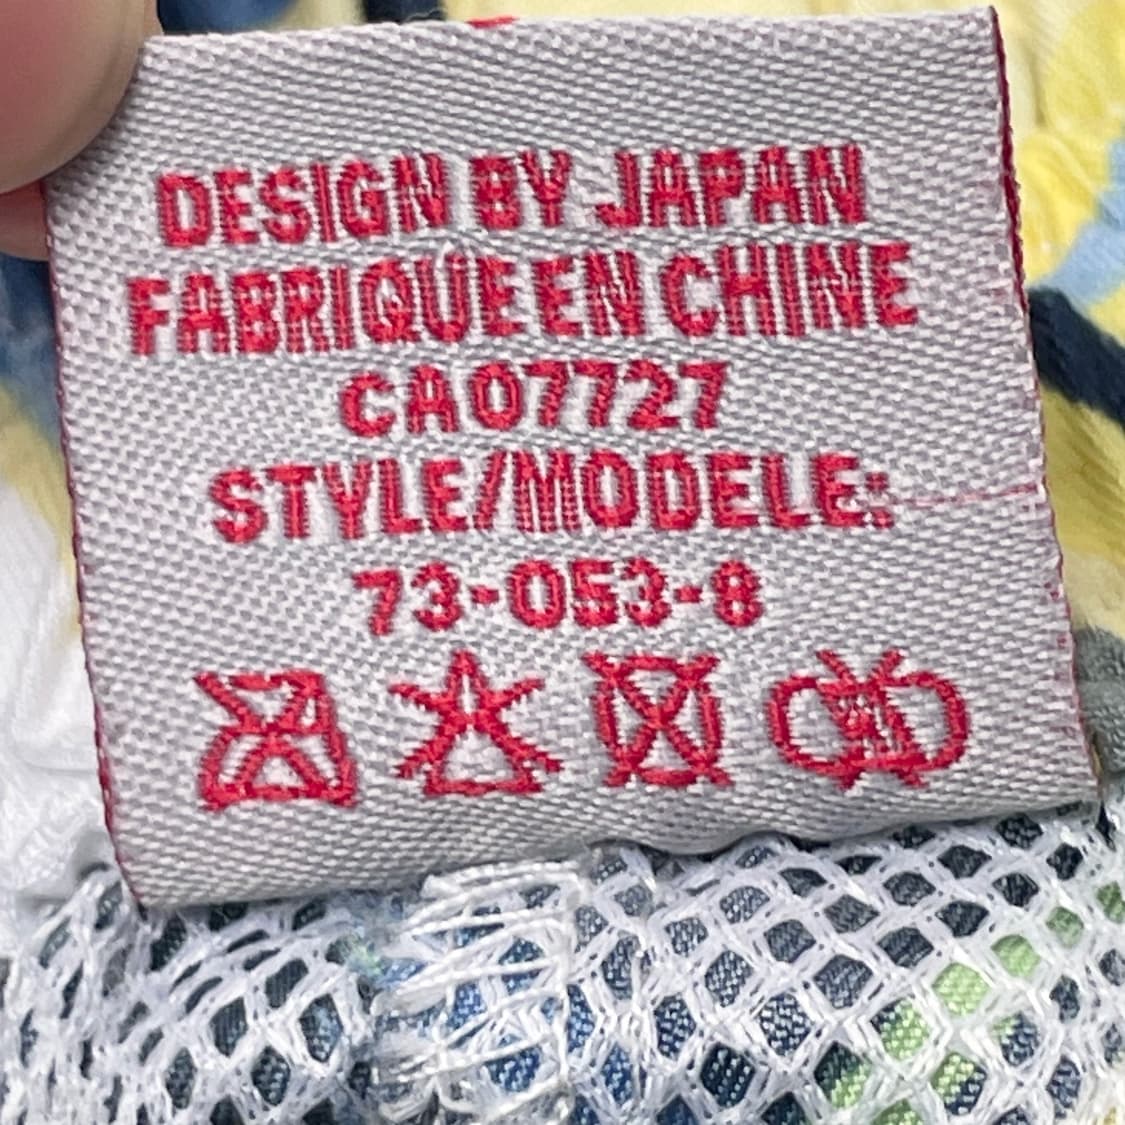 DESIGN BY JAPAN
FABRIQUE EN CHINE
CA07727
STYLE/MODELE:
73-053-8